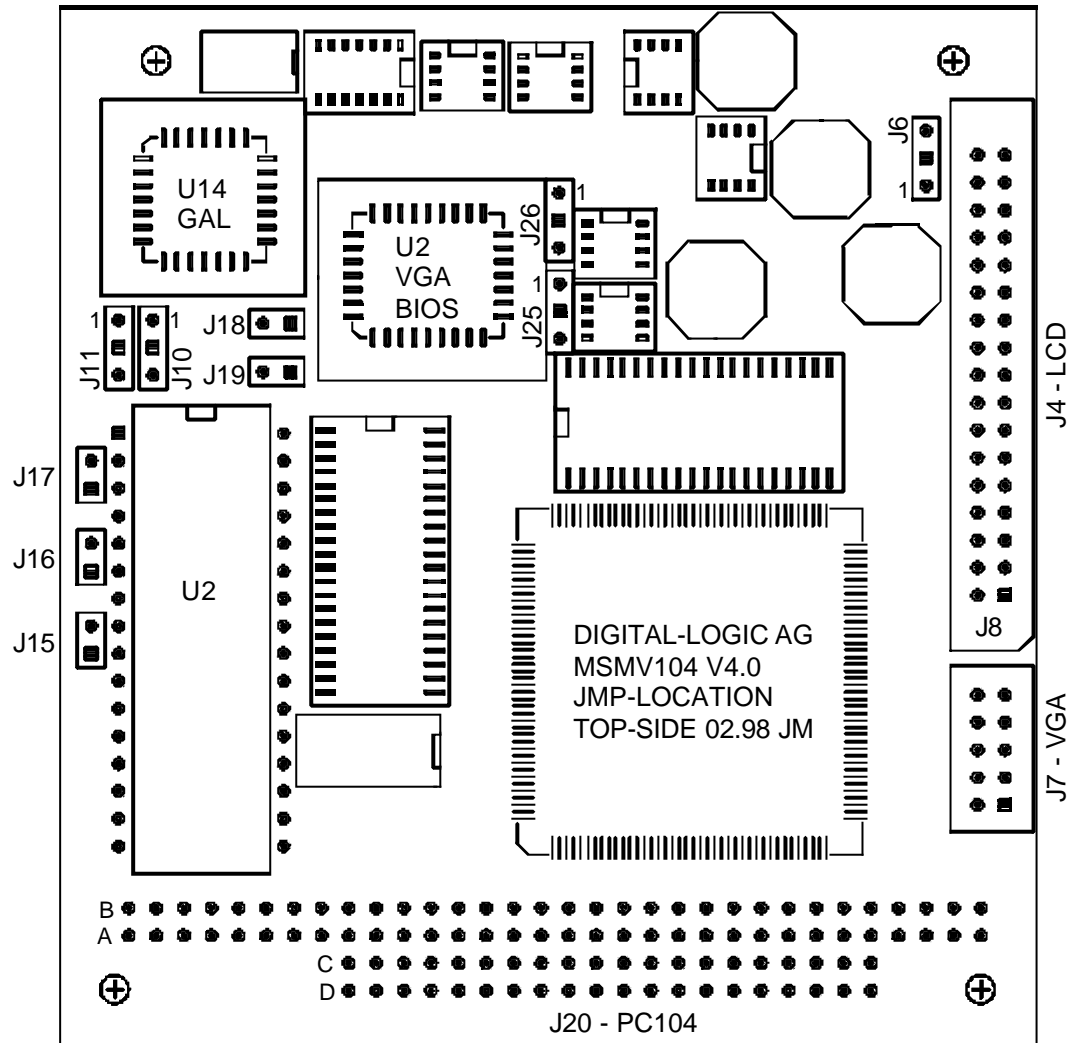 J6
1
U14
GAL
J26
1
U2
VGA
BIOS
J25
1
J4 - LCD
J11
1
J10
1
J18
J19
J17
J16
J15
U2
DIGITAL-LOGIC AG
MSMV104 V4.0
JMP-LOCATION
TOP-SIDE 02.98 JM
J8
J7 - VGA
B
A
C
D
J20 - PC104